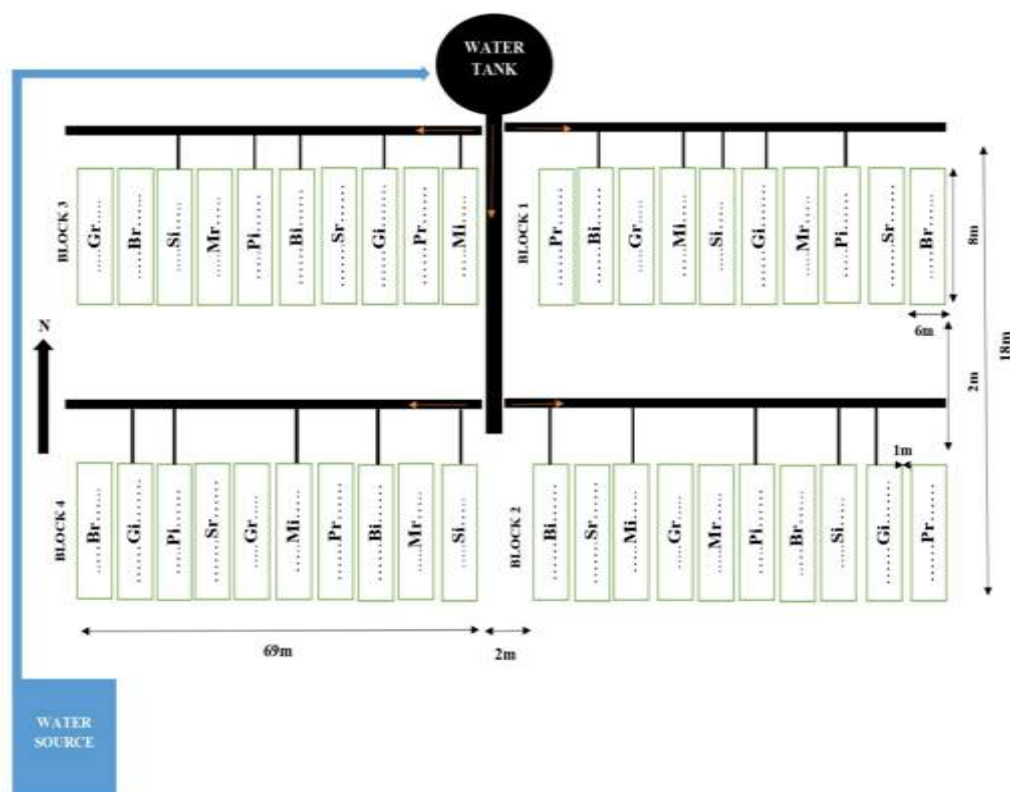 WATER
TANK
BLOCK 3
......Gr......
......Br......
......Si......
......Mr......
......Pi......
......Bi......
......Sr......
......Gi......
......Pr......
......Mi......
BLOCK 1
......Pr......
......Bi......
......Gr......
......Mi......
......Si......
......Gi......
......Mr......
......Pi......
......Sr......
......Br......
8m
6m
N
2m
18m
BLOCK 4
......Br......
......Gi......
......Pi......
......Sr......
......Gr......
......Mi......
......Pr......
......Bi......
......Mr......
......Si......
BLOCK 2
......Bi......
......Sr......
......Mi......
......Gr......
......Mr......
......Pi......
......Br......
......Si......
......Gi......
......Pr......
1m
69m
2m
WATER
SOURCE